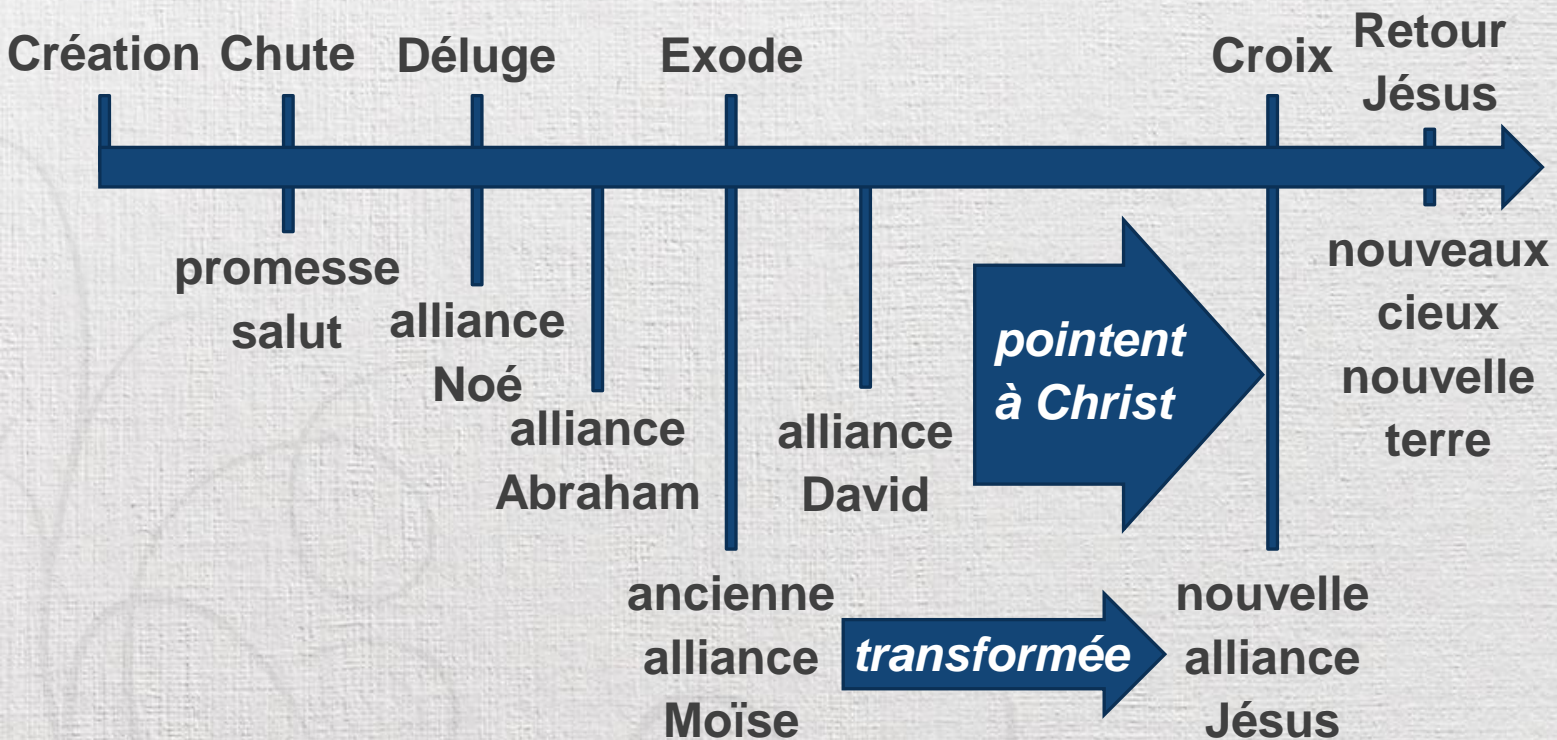 Création
Chute
Déluge
Exode
Croix
Retour
Jésus
promesse
salut
alliance
Noé
alliance
Abraham
alliance
David
pointent
à Christ
nouveaux
cieux
nouvelle
terre
ancienne
alliance
Moïse
transformée
nouvelle
alliance
Jésus